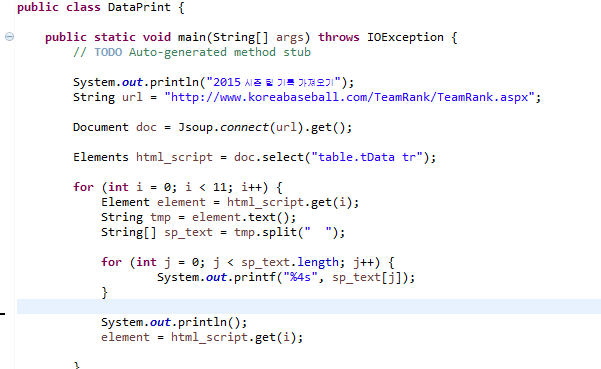 public class DataPrint {
public static void main(String[] args) throws IOException {
// TODO Auto-generated method stub
System.out.println("2015 시즌 팀 기록 가져오기");
String url = "http://www.koreabaseball.com/TeamRank/TeamRank.aspx";
Document doc = Jsoup.connect(url).get();
Elements html_script = doc.select("table.tData tr");
for (int i = 0; i < 11; i++) {
Element element = html_script.get(i);
String tmp = element.text();
String[] sp_text = tmp.split("  ");
for (int j = 0; j < sp_text.length; j++) {
System.out.printf("%4s", sp_text[j]);
}
System.out.println();
element = html_script.get(i);
}